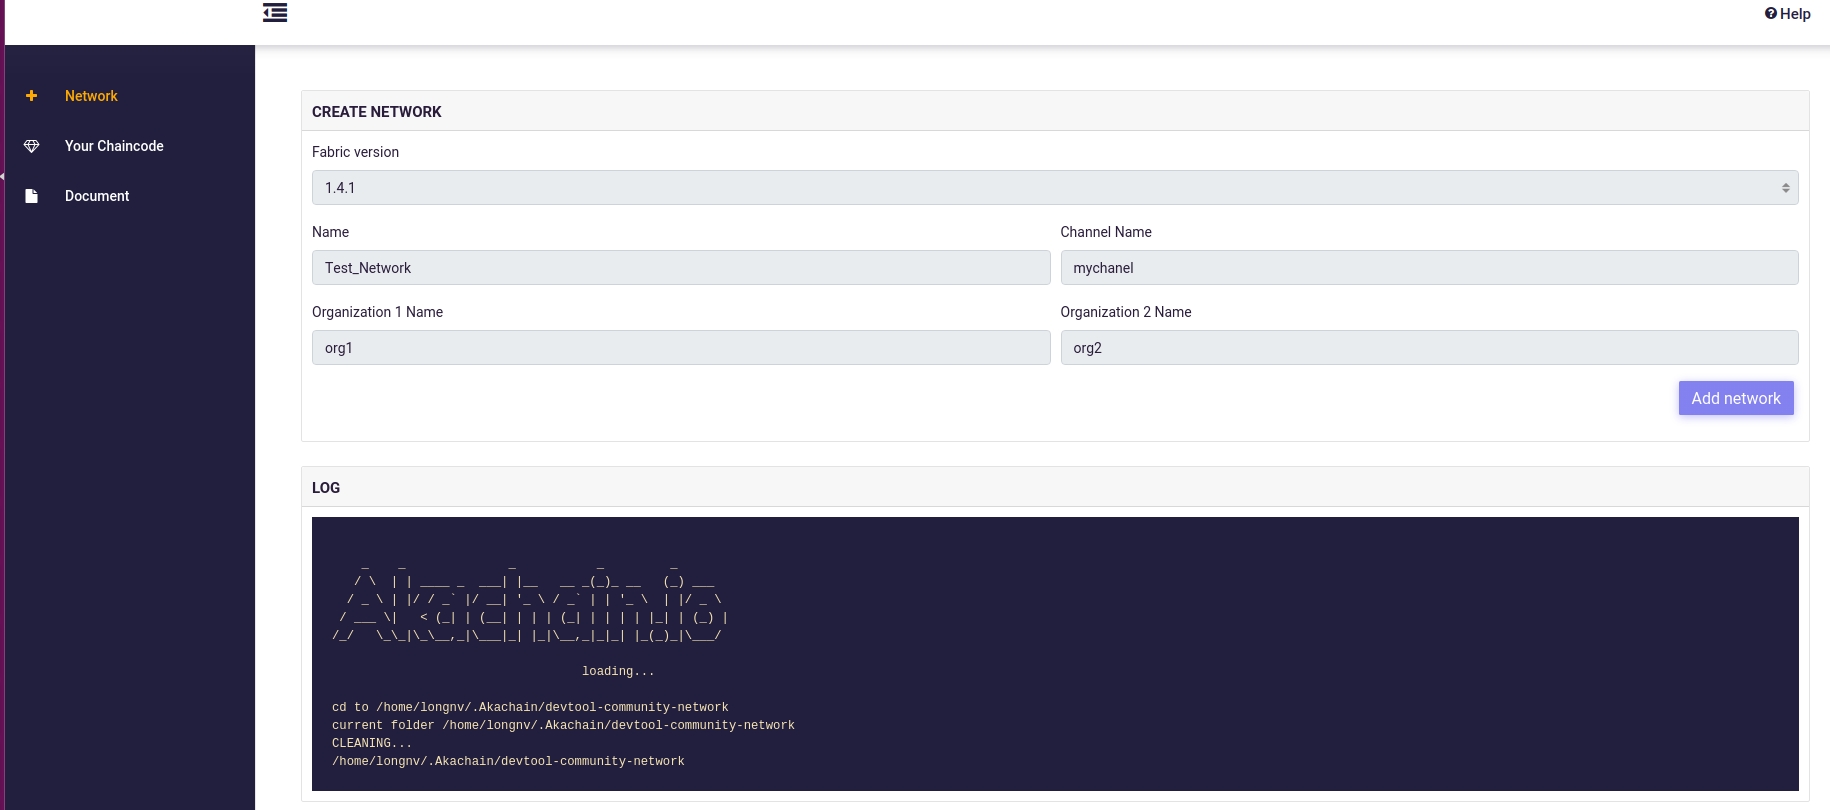 Help
Network
Your Chaincode
Document
CREATE NETWORK
Fabric version
1.4.1
Name
Channel Name
Test_Network
mychanel
Organization 1 Name
Organization 2 Name
org1
org2
Add network
LOG
Akachain.io
loading...
cd to /home/longnv/.Akachain/devtool-community-network
current folder /home/longnv/.Akachain/devtool-community-network
CLEANING...
/home/longnv/.Akachain/devtool-community-network